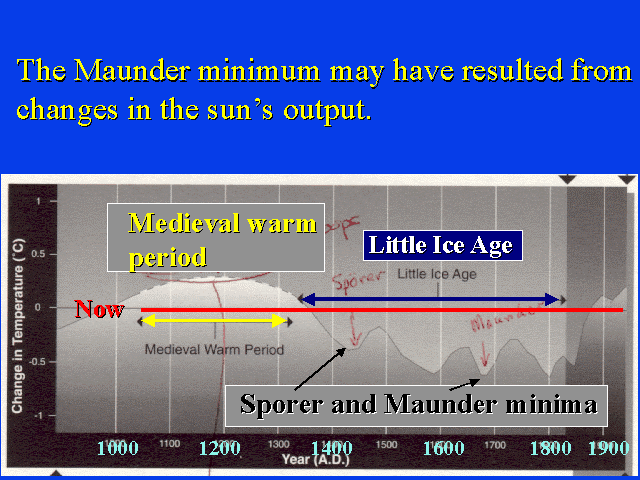 The Maunder minimum may have resulted from
changes in the sun's output.
Medieval warm
period
Little Ice Age
Little Ice Age
Sporer
Maunder
Now
Medieval Warm Period
Sporer and Maunder minima
Change in Temperature (°C)
1
0.5
0
-0.5
-1
1000 1100 1200 1300 1400 1500 1600 1700 1800 1900
1000 1200 1400 1600 1800 1900
Year (A.D.)